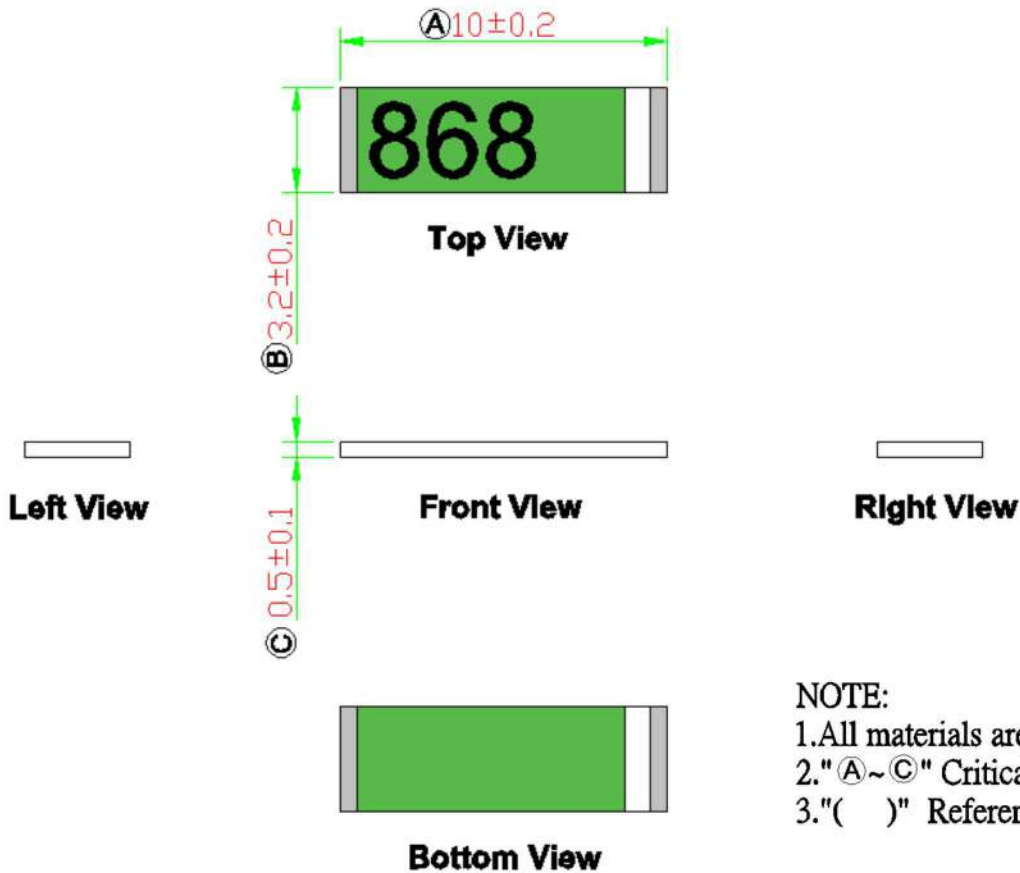 Ⓐ10±0.2
868
Top View
Ⓑ3.2±0.2
Left View
Front View
Right View
Ⓒ0.5±0.1
NOTE:
1.All materials are
2."Ⓐ~Ⓒ" Critica
3."( )" Referen
Bottom View